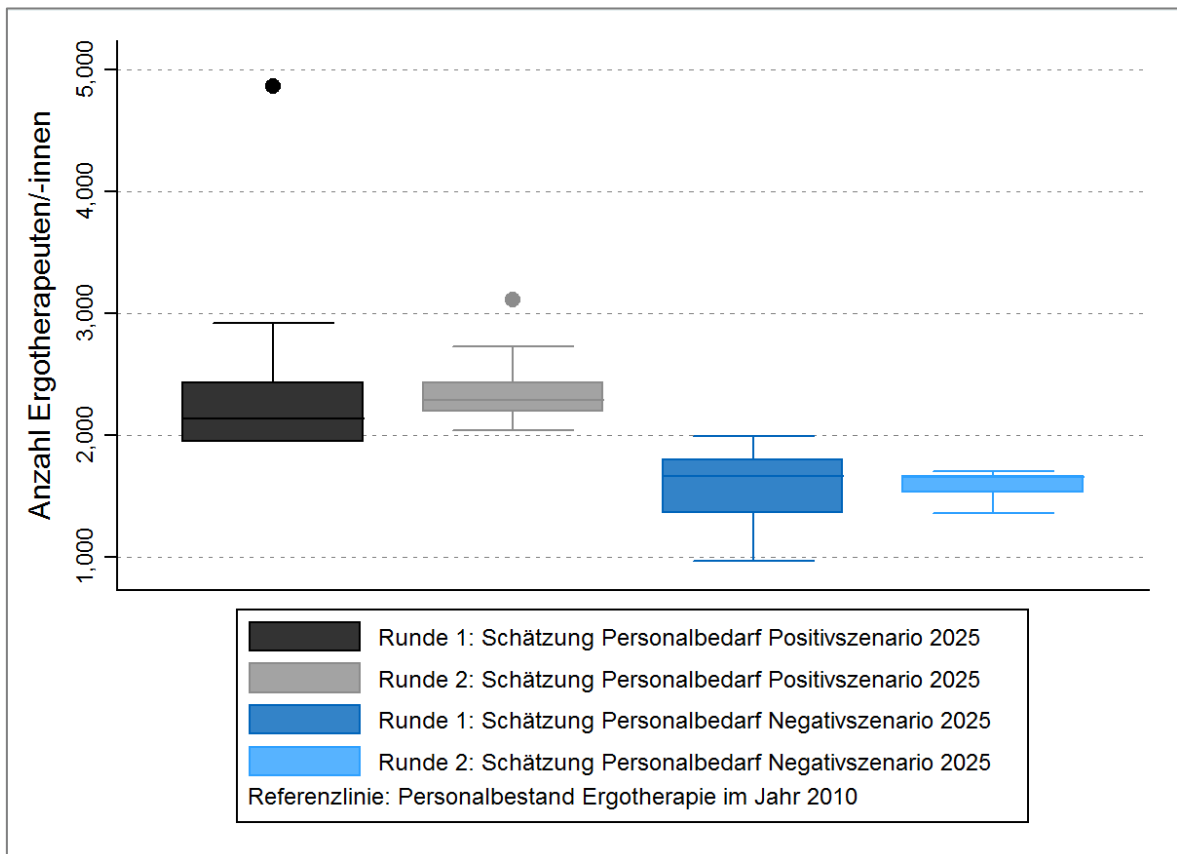 Anzahl Ergotherapeuten/-innen
5,000
4,000
3,000
2,000
1,000
Runde 1: Schätzung Personalbedarf Positivszenario 2025
Runde 2: Schätzung Personalbedarf Positivszenario 2025
Runde 1: Schätzung Personalbedarf Negativszenario 2025
Runde 2: Schätzung Personalbedarf Negativszenario 2025
Referenzlinie: Personalbestand Ergotherapie im Jahr 2010